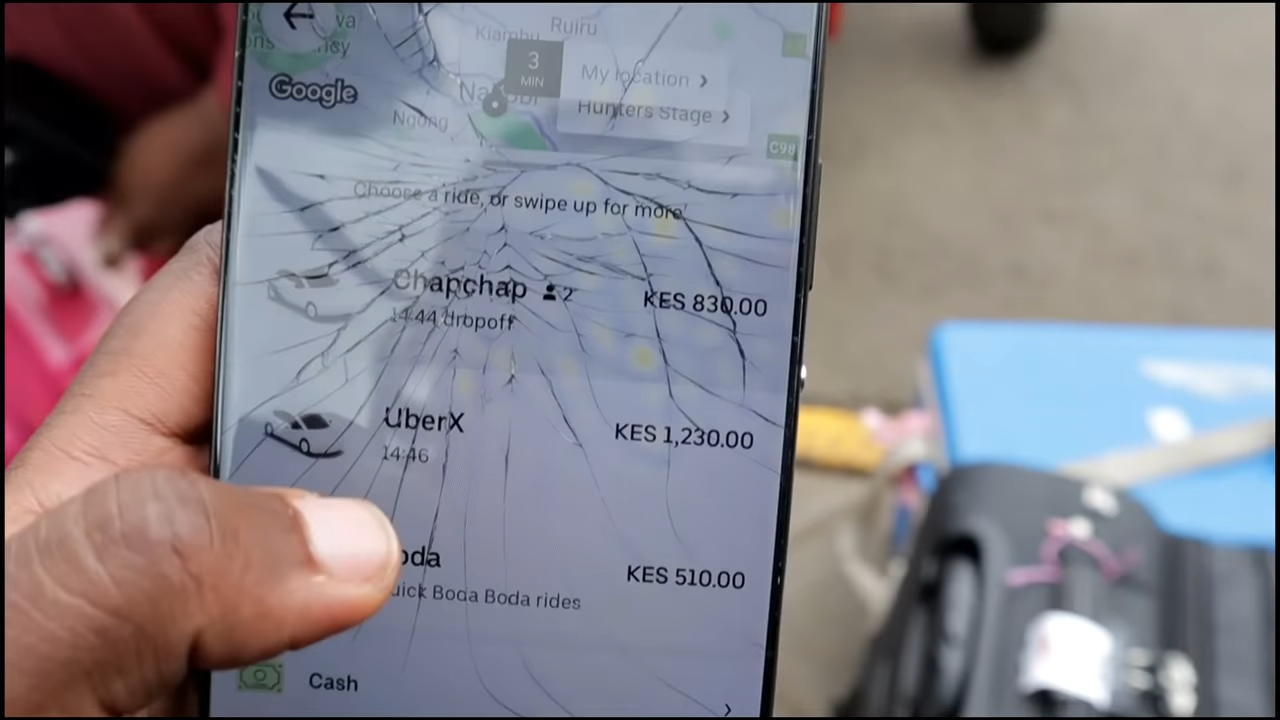 Ruiru
Kiambu
3
MIN
My location
Google
Nairobi
Hunters Stage
Ngong
C98
Choose a ride, or swipe up for more
Chapchap 2
KES 830.00
14:44 dropoff
UberX
KES 1,230.00
14:46
oda
KES 510.00
uick Boda Boda rides
Cash